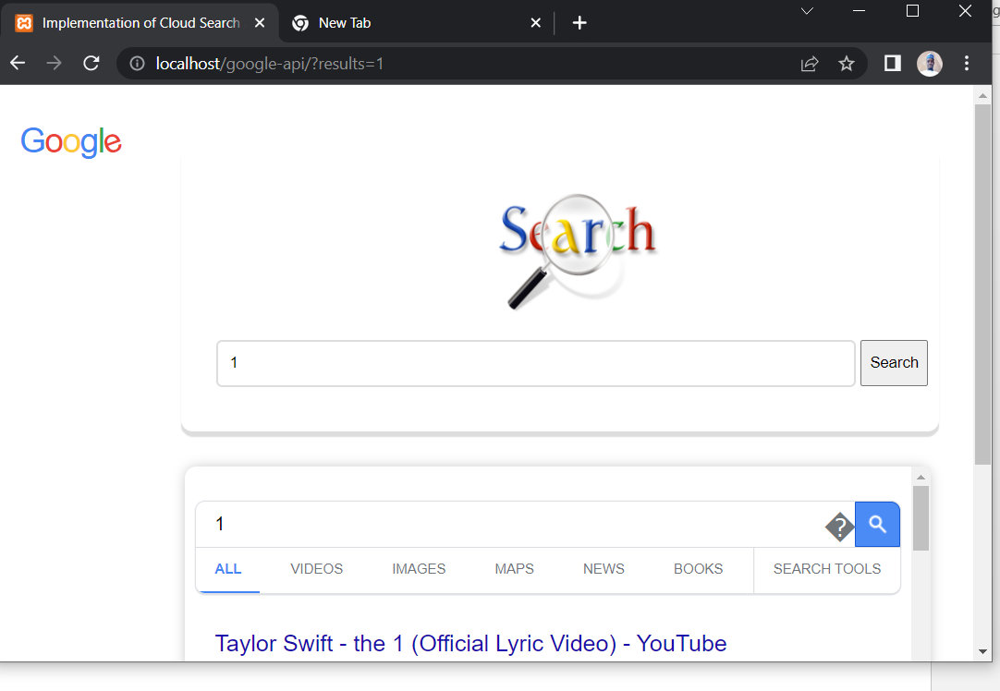 Implementation of Cloud Search
New Tab
localhost/google-api/?results=1
Google
Search
1
Search
1
ALL VIDEOS IMAGES MAPS NEWS BOOKS SEARCH TOOLS
Taylor Swift - the 1 (Official Lyric Video) - YouTube